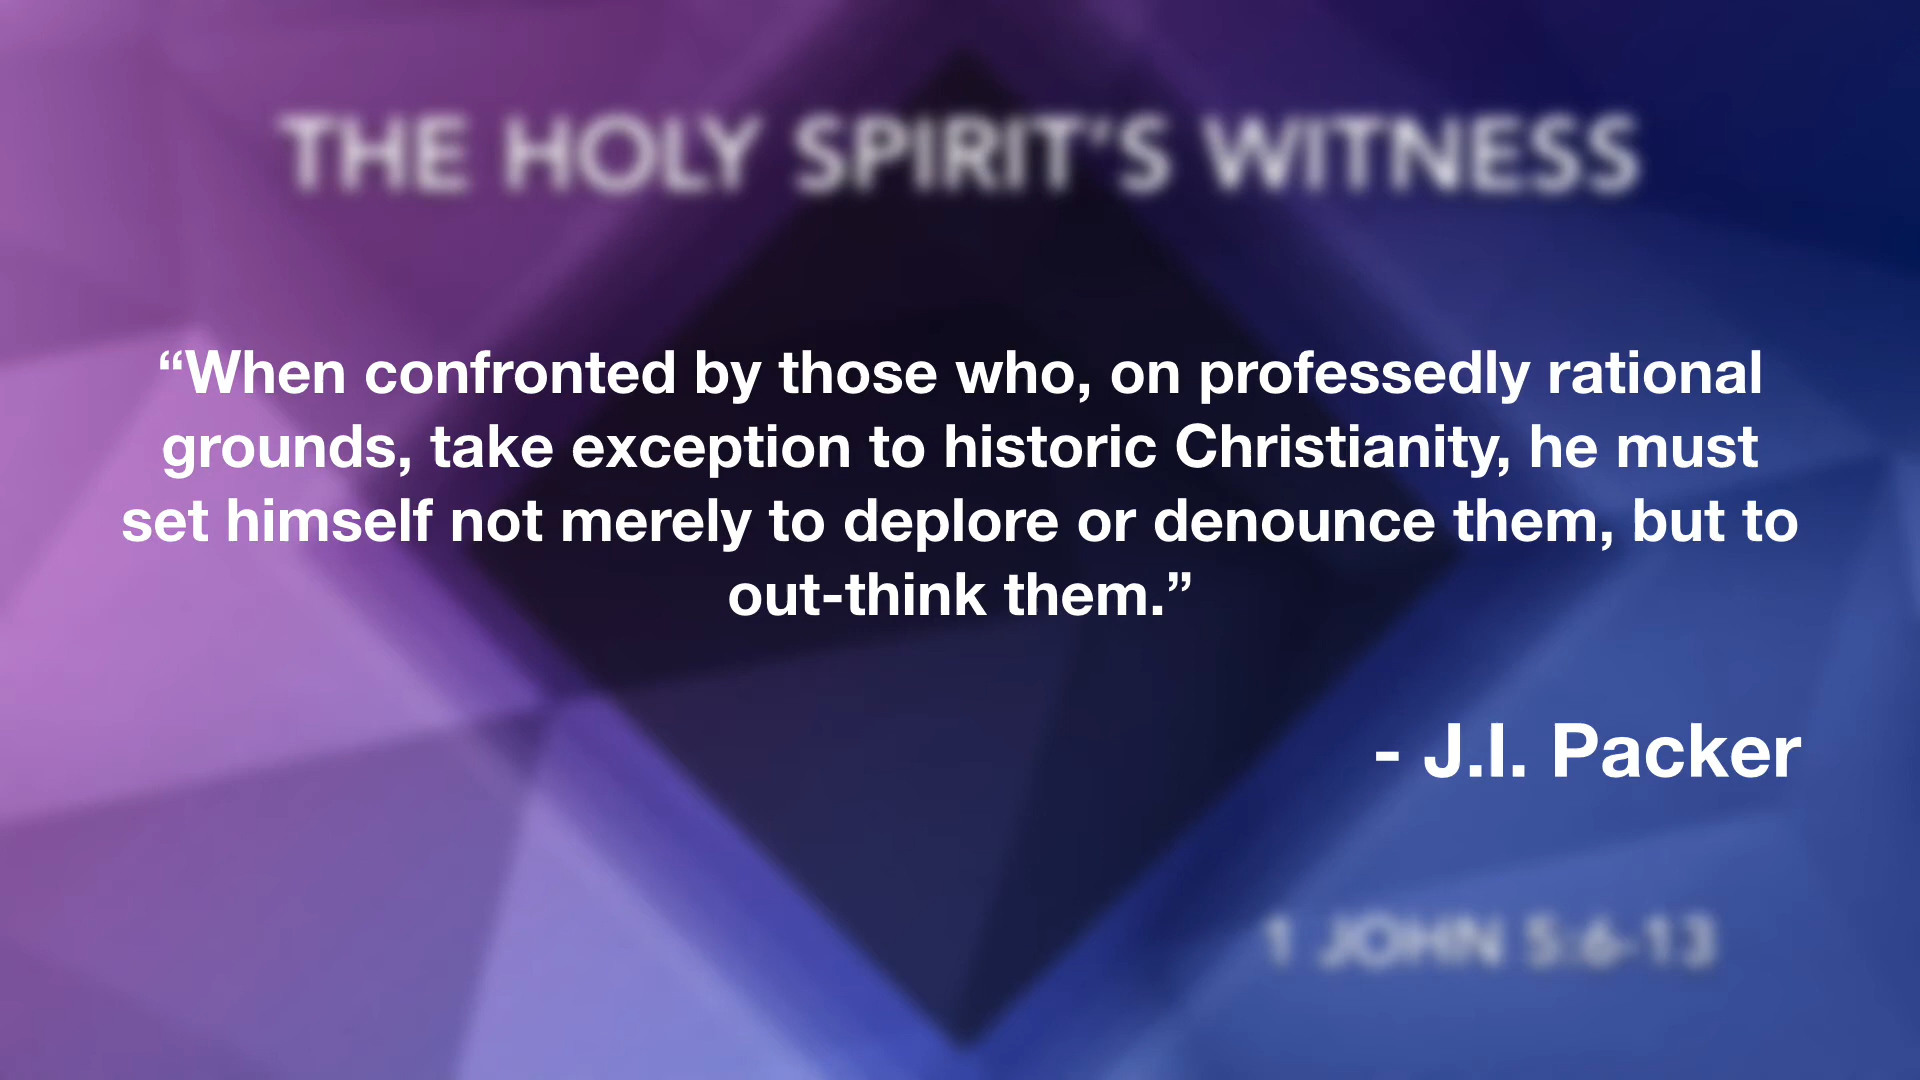 THE HOLY SPIRIT’S WITNESS
“When confronted by those who, on professedly rational
grounds, take exception to historic Christianity, he must
set himself not merely to deplore or denounce them, but to
out-think them.”
- J.I. Packer
1 JOHN 5:6-13